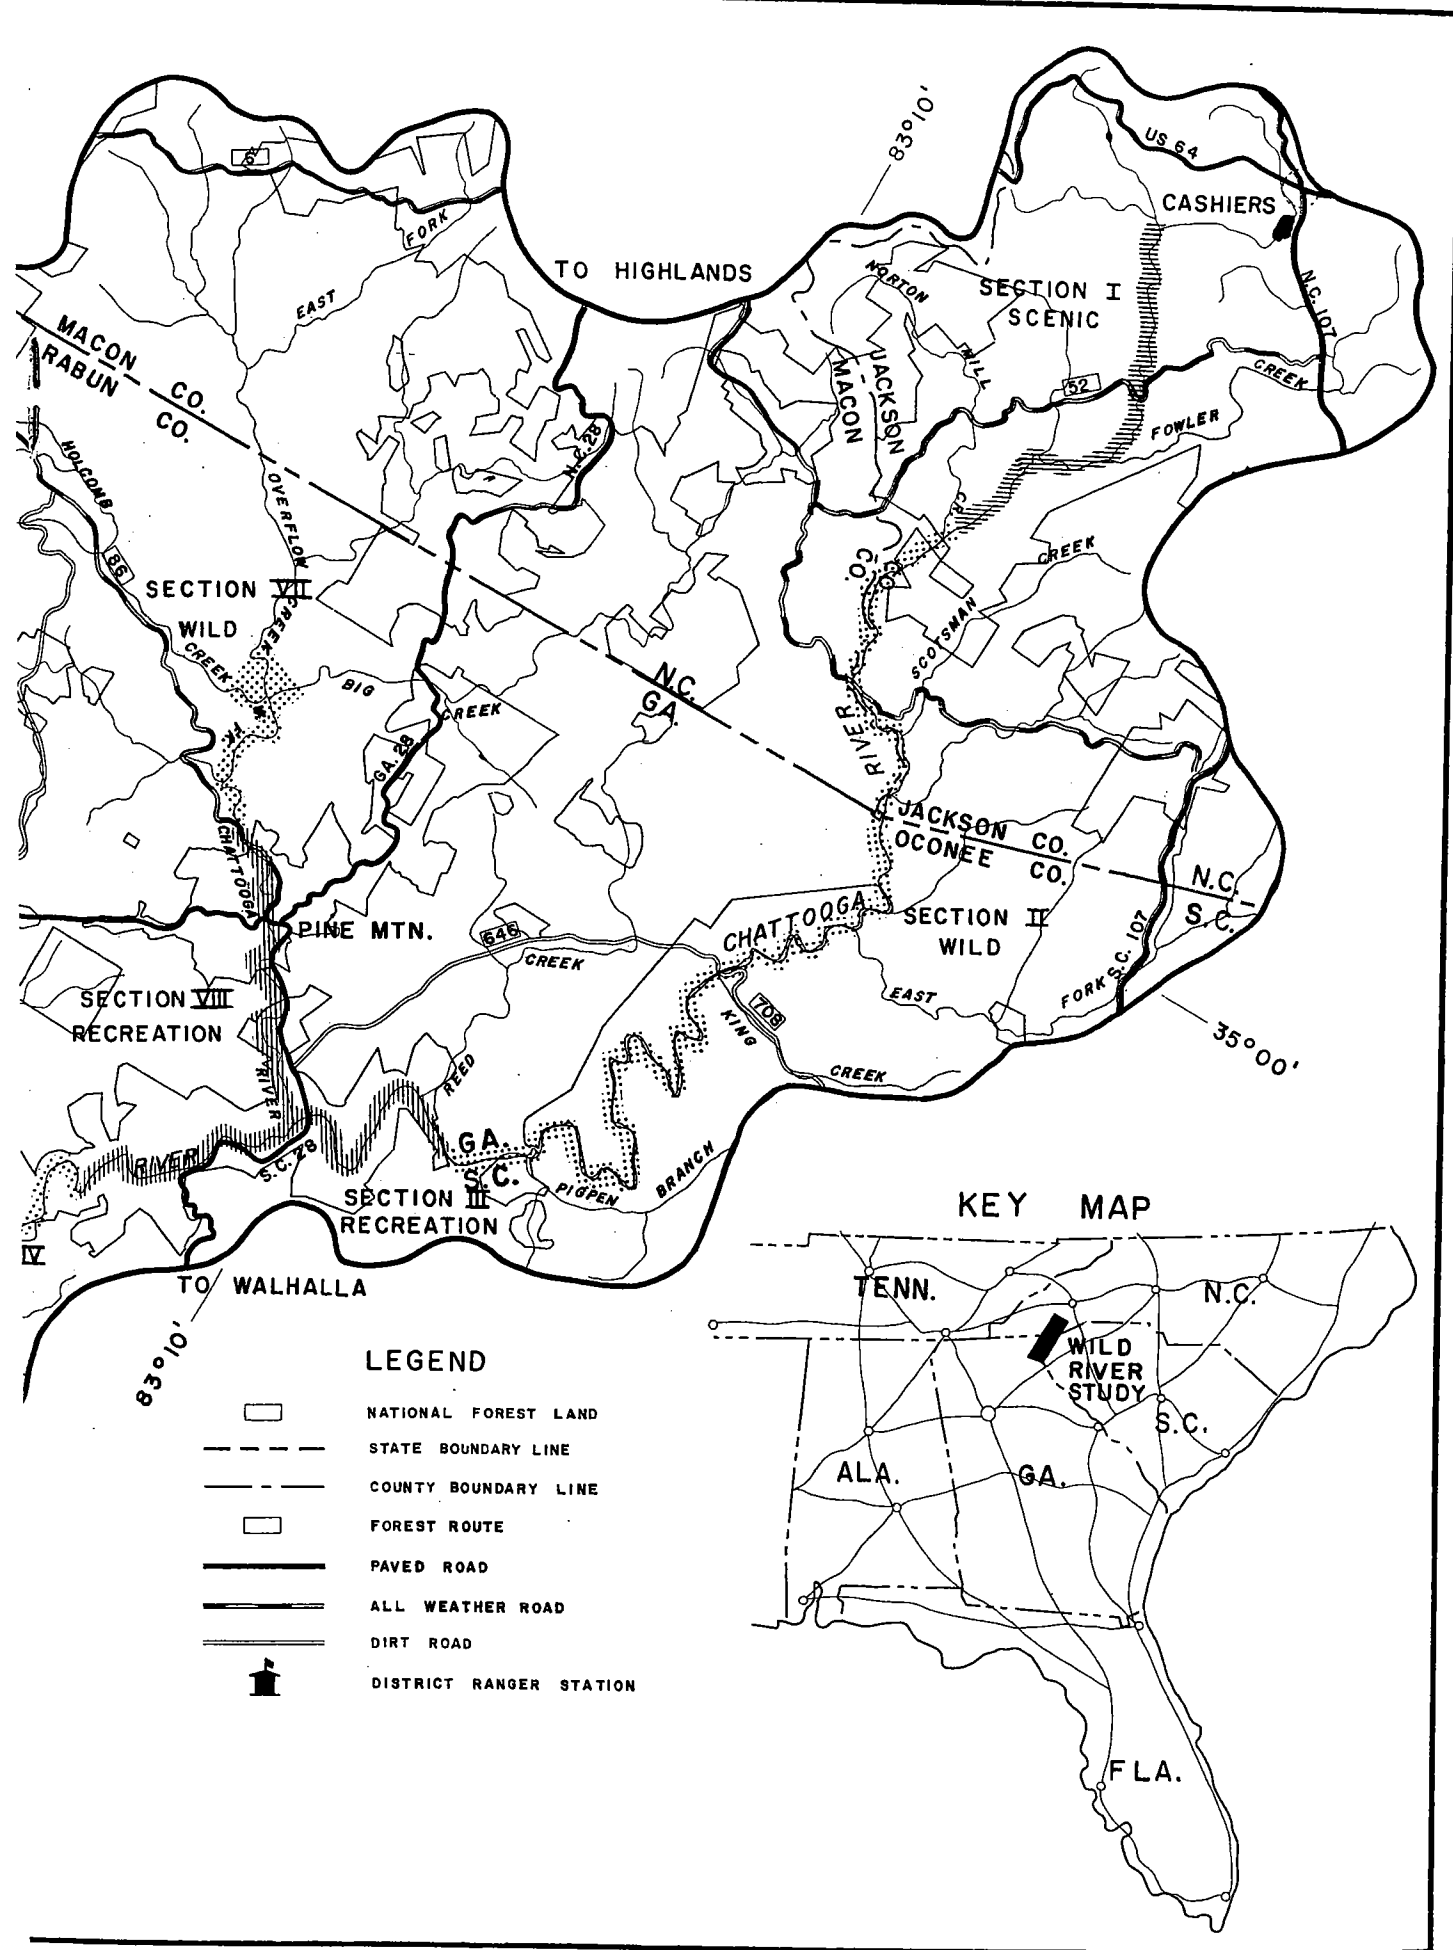 83°10'
US 64
CASHIERS
6
FORK
EAST
TO HIGHLANDS
NORTON
MILL
CR.
SECTION I
SCENIC
N.C. 107
MACON CO.
RABUN CO.
JACKSON CO.
MACON CO.
52
CREEK
FOWLER
HOLCOMB
CREEK
N.C. 28
OVERFLOW
CREEK
86
SECTION VII
WILD
CREEK
SCOTSMAN
BIG
CREEK
W.
FK.
N.C.
GA.
GA. 28
RIVER
CHATTOOGA
JACKSON CO.
OCONEE CO.
N.C.
S.C.
PINE MTN.
646
CREEK
REED
CHATTOOGA
SECTION II
WILD
S.C. 107
FORK
EAST
708
KING
CREEK
35°00'
SECTION VIII
RECREATION
RIVER
RIVER
S.C. 28
GA.
S.C.
PIGPEN
BRANCH
SECTION III
RECREATION
IV
TO WALHALLA
83°10'
KEY MAP
TENN.
N.C.
WILD
RIVER
STUDY
S.C.
ALA.
GA.
FLA.
LEGEND
NATIONAL FOREST LAND
STATE BOUNDARY LINE
COUNTY BOUNDARY LINE
FOREST ROUTE
PAVED ROAD
ALL WEATHER ROAD
DIRT ROAD
DISTRICT RANGER STATION